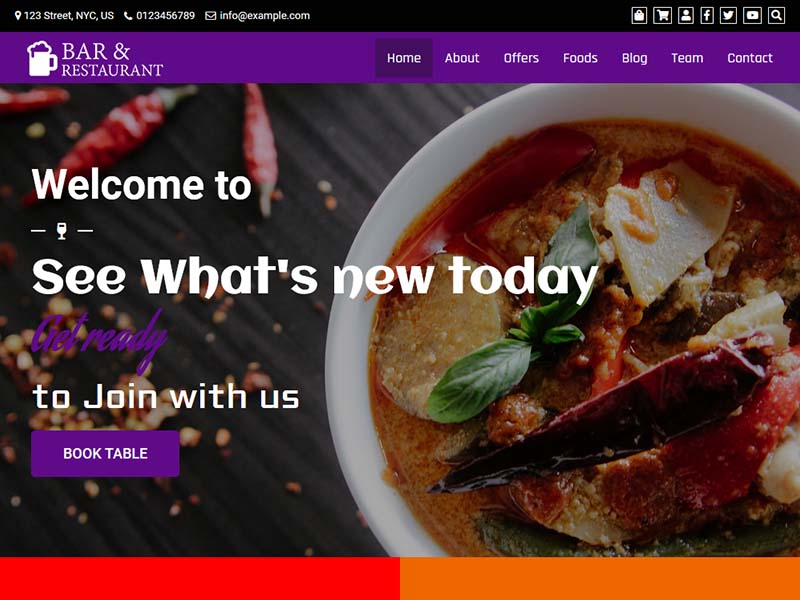 123 Street, NYC, US 0123456789 info@example.com
BAR &
RESTAURANT
Home About Offers Foods Blog Team Contact
Welcome to
See What's new today
Get ready
to Join with us
BOOK TABLE